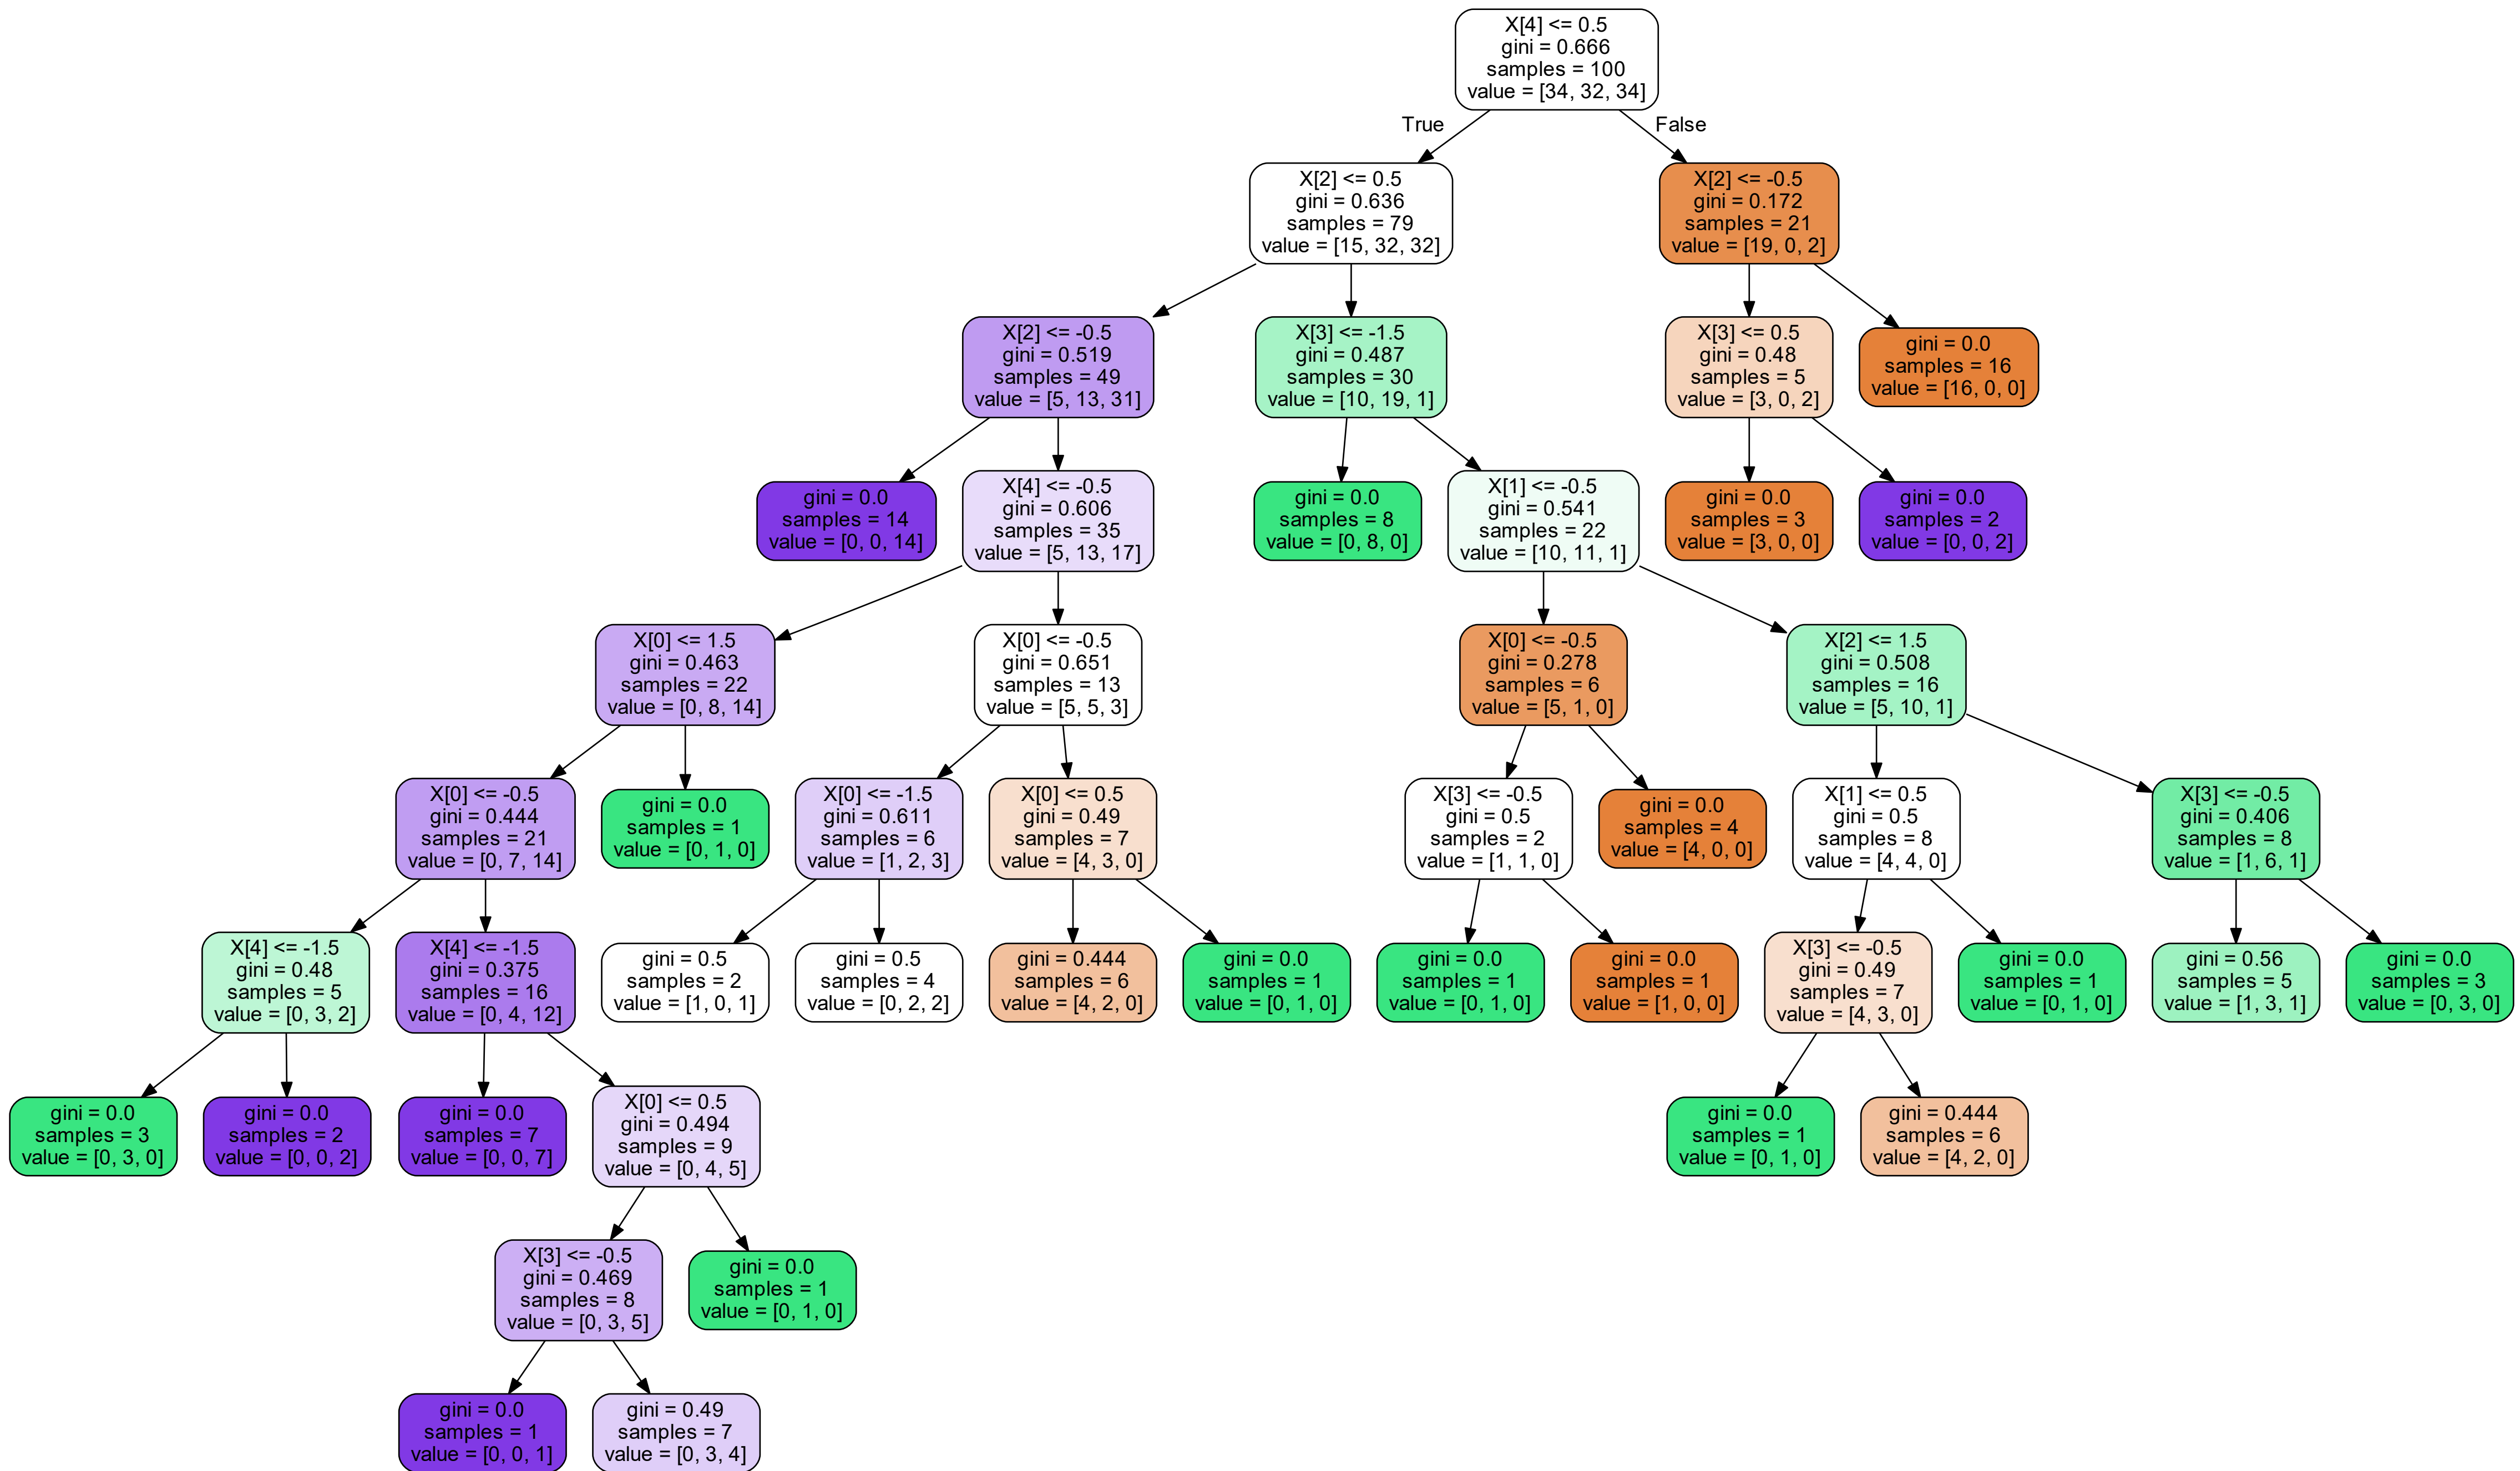 X[4] <= 0.5
gini = 0.666
samples = 100
value = [34, 32, 34]
True
False
X[2] <= 0.5
gini = 0.636
samples = 79
value = [15, 32, 32]
X[2] <= -0.5
gini = 0.172
samples = 21
value = [19, 0, 2]
X[2] <= -0.5
gini = 0.519
samples = 49
value = [5, 13, 31]
X[3] <= -1.5
gini = 0.487
samples = 30
value = [10, 19, 1]
X[3] <= 0.5
gini = 0.48
samples = 5
value = [3, 0, 2]
gini = 0.0
samples = 16
value = [16, 0, 0]
gini = 0.0
samples = 14
value = [0, 0, 14]
X[4] <= -0.5
gini = 0.606
samples = 35
value = [5, 13, 17]
gini = 0.0
samples = 8
value = [0, 8, 0]
X[1] <= -0.5
gini = 0.541
samples = 22
value = [10, 11, 1]
gini = 0.0
samples = 3
value = [3, 0, 0]
gini = 0.0
samples = 2
value = [0, 0, 2]
X[0] <= 1.5
gini = 0.463
samples = 22
value = [0, 8, 14]
X[0] <= -0.5
gini = 0.651
samples = 13
value = [5, 5, 3]
X[0] <= -0.5
gini = 0.278
samples = 6
value = [5, 1, 0]
X[2] <= 1.5
gini = 0.508
samples = 16
value = [5, 10, 1]
X[0] <= -0.5
gini = 0.444
samples = 21
value = [0, 7, 14]
gini = 0.0
samples = 1
value = [0, 1, 0]
X[0] <= -1.5
gini = 0.611
samples = 6
value = [1, 2, 3]
X[0] <= 0.5
gini = 0.49
samples = 7
value = [4, 3, 0]
X[3] <= -0.5
gini = 0.5
samples = 2
value = [1, 1, 0]
gini = 0.0
samples = 4
value = [4, 0, 0]
X[1] <= 0.5
gini = 0.5
samples = 8
value = [4, 4, 0]
X[3] <= -0.5
gini = 0.406
samples = 8
value = [1, 6, 1]
X[4] <= -1.5
gini = 0.48
samples = 5
value = [0, 3, 2]
X[4] <= -1.5
gini = 0.375
samples = 16
value = [0, 4, 12]
gini = 0.5
samples = 2
value = [1, 0, 1]
gini = 0.5
samples = 4
value = [0, 2, 2]
gini = 0.444
samples = 6
value = [4, 2, 0]
gini = 0.0
samples = 1
value = [0, 1, 0]
gini = 0.0
samples = 1
value = [0, 1, 0]
gini = 0.0
samples = 1
value = [1, 0, 0]
X[3] <= -0.5
gini = 0.49
samples = 7
value = [4, 3, 0]
gini = 0.0
samples = 1
value = [0, 1, 0]
gini = 0.56
samples = 5
value = [1, 3, 1]
gini = 0.0
samples = 3
value = [0, 3, 0]
gini = 0.0
samples = 3
value = [0, 3, 0]
gini = 0.0
samples = 2
value = [0, 0, 2]
gini = 0.0
samples = 7
value = [0, 0, 7]
X[0] <= 0.5
gini = 0.494
samples = 9
value = [0, 4, 5]
gini = 0.0
samples = 1
value = [0, 1, 0]
gini = 0.444
samples = 6
value = [4, 2, 0]
X[3] <= -0.5
gini = 0.469
samples = 8
value = [0, 3, 5]
gini = 0.0
samples = 1
value = [0, 1, 0]
gini = 0.0
samples = 1
value = [0, 0, 1]
gini = 0.49
samples = 7
value = [0, 3, 4]